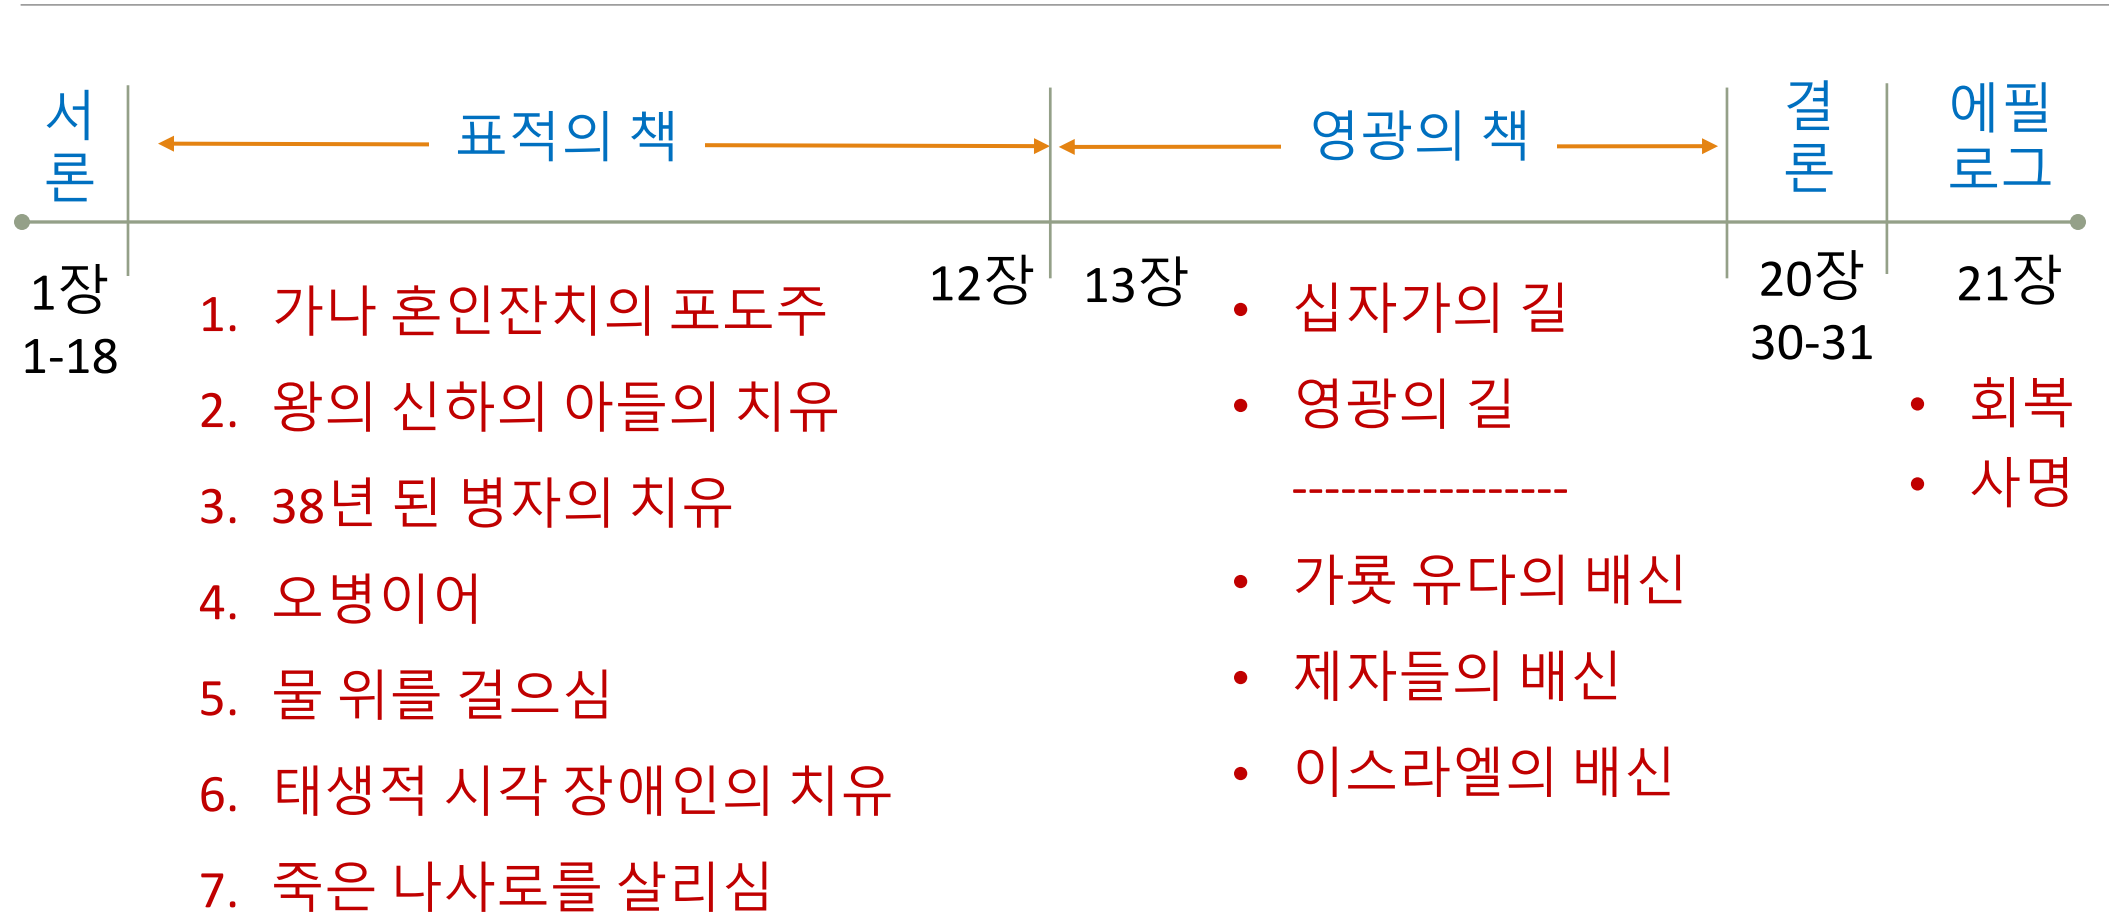 서
론
표적의 책
영광의 책
결
론
에필
로그
1장
1-18
12장
13장
20장
30-31
21장
1. 가나 혼인잔치의 포도주
2. 왕의 신하의 아들의 치유
3. 38년 된 병자의 치유
4. 오병이어
5. 물 위를 걸으심
6. 태생적 시각 장애인의 치유
7. 죽은 나사로를 살리심
• 십자가의 길
• 영광의 길
-----------------
• 가룟 유다의 배신
• 제자들의 배신
• 이스라엘의 배신
• 회복
• 사명